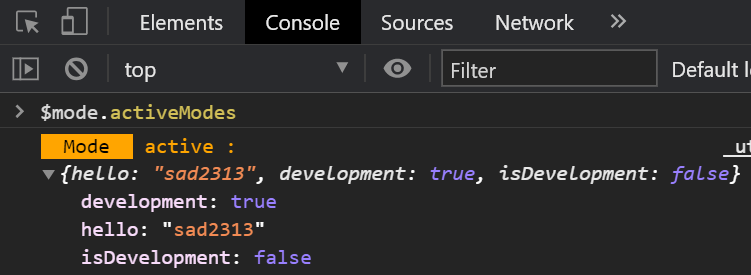 Elements Console Sources Network »
top ▼ Filter Default l
> $mode.activeModes
Mode active : ut
▼{hello: "sad2313", development: true, isDevelopment: false}
development: true
hello: "sad2313"
isDevelopment: false